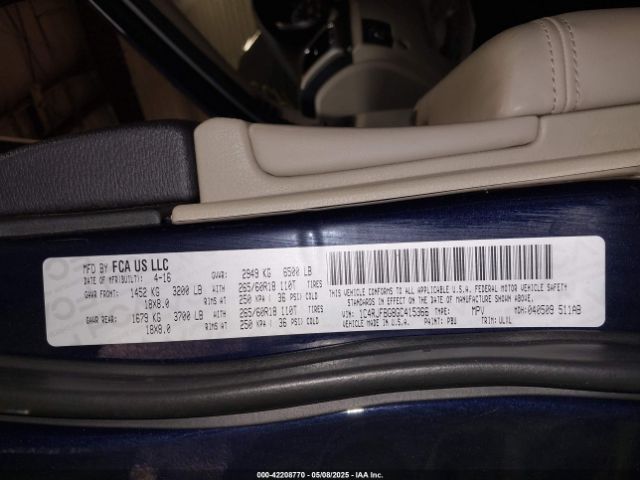 MFD BY FCA US LLC
DATE OF MFR(BUILT): 4-16 GVWR: 2949 KG 6500 LB
GAWR FRONT: 1452 KG 3200 LB WITH 265/60R18 110T
18X8.0 RIMS AT 250 KPA(COLD) / 36 PSI COLD
GAWR REAR: 1679 KG 3700 LB WITH 265/60R18 110T
18X8.0 RIMS AT 250 KPA(COLD) / 36 PSI COLD
THIS VEHICLE CONFORMS TO ALL APPLICABLE U.S.A. FEDERAL MOTOR VEHICLE SAFETY
STANDARDS IN EFFECT ON THE DATE OF MANUFACTURE SHOWN ABOVE.
VIN: 1C4RJFBG8GC415366 TYPE: MPV MDH: 040509 511AB
VEHICLE MADE IN U.S.A. PAINT: PBU TRIM: ULXL
000-42208770 - 05/08/2025 - IAAI, Inc.